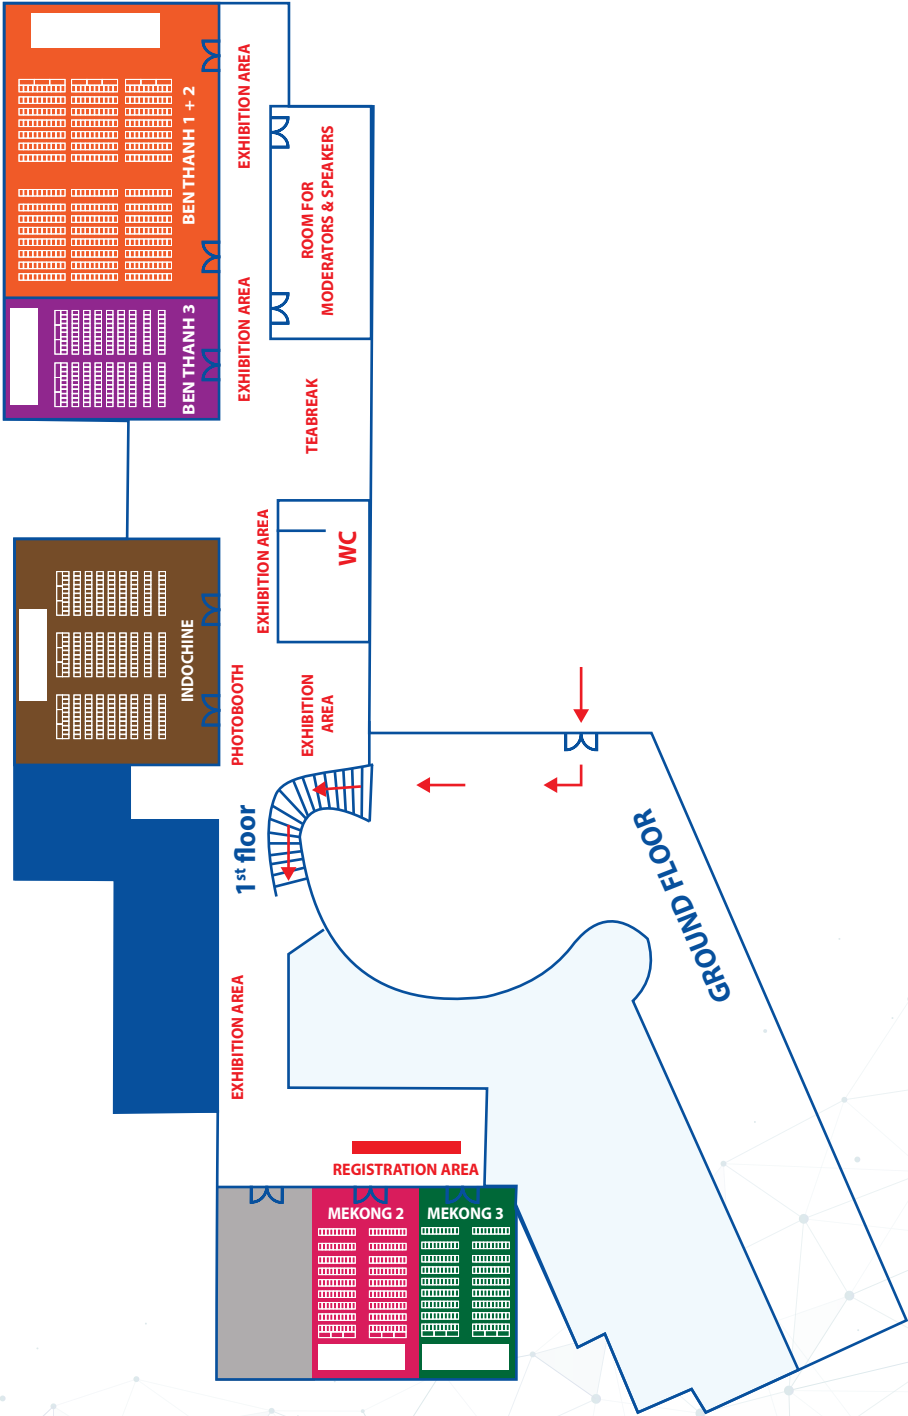 BEN THANH 1 + 2
EXHIBITION AREA
ROOM FOR
MODERATORS & SPEAKERS
BEN THANH 3
EXHIBITION AREA
TEABREAK
EXHIBITION AREA
WC
INDOCHINE
PHOTOBOOTH
EXHIBITION
AREA
1st floor
GROUND FLOOR
EXHIBITION AREA
REGISTRATION AREA
MEKONG 2
MEKONG 3